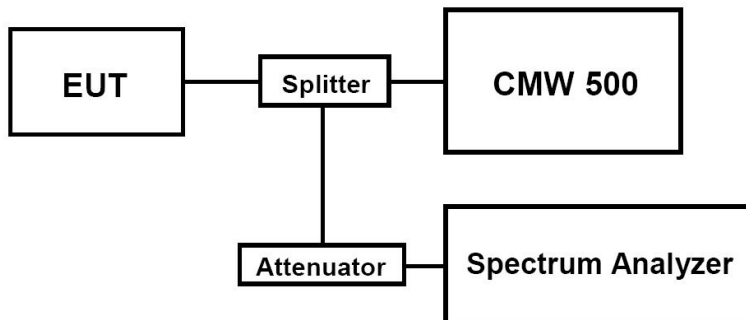 EUT
Splitter
CMW 500
Attenuator
Spectrum Analyzer